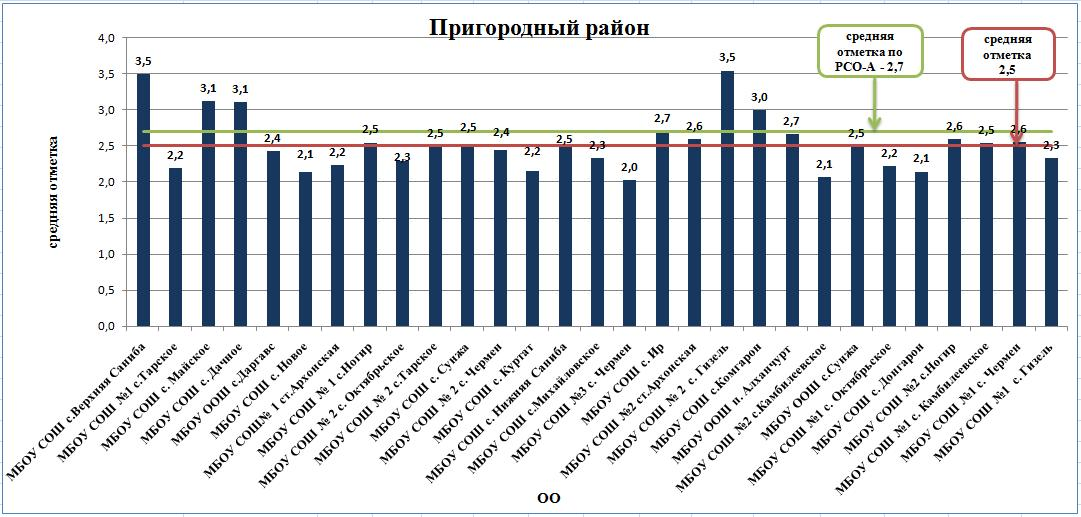 Пригородный район
средняя
отметка по
РСО-А - 2,7
средняя
отметка
2,5
средняя отметка
4,0
3,5
3,0
2,5
2,0
1,5
1,0
0,5
0,0
3,5
2,2
3,1
3,1
2,4
2,1
2,2
2,5
2,3
2,5
2,5
2,4
2,2
2,5
2,3
2,0
2,7
2,6
3,5
3,0
2,7
2,1
2,5
2,2
2,1
2,6
2,5
2,6
2,3
МБОУ СОШ с.Верхняя Саниба
МБОУ СОШ №1 с.Тарское
МБОУ СОШ с. Майское
МБОУ СОШ с. Дачное
МБОУ ООШ с.Даргавс
МБОУ СОШ с. Новое
МБОУ СОШ№ 1 ст.Архонская
МБОУ СОШ № 1 с.Ногир
МБОУ СОШ № 2 с. Октябрьское
МБОУ СОШ № 2 с.Тарское
МБОУ СОШ с. Сунжа
МБОУ СОШ № 2 с. Чермен
МБОУ СОШ с. Куртат
МБОУ СОШ с. Нижняя Саниба
МБОУ СОШ с.Михайловское
МБОУ СОШ №3 с. Чермен
МБОУ СОШ с. Ир
МБОУ СОШ №2 ст.Архонская
МБОУ СОШ № 2 с. Гизель
МБОУ СОШ с.Комгарон
МБОУ ООШ п. Алханчурт
МБОУ СОШ №2 с.Камбилеевское
МБОУ ООШ с.Сунжа
МБОУ СОШ №1 с. Октябрьское
МБОУ СОШ с. Донгарон
МБОУ СОШ №2 с.Ногир
МБОУ СОШ №1 с. Камбилеевское
МБОУ СОШ №1 с. Чермен
МБОУ СОШ №1 с. Гизель
ОО